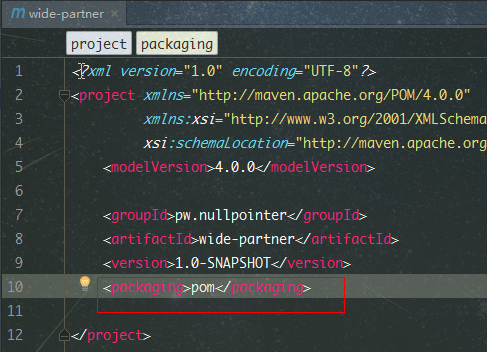 m wide-partner
project packaging
1 <?xml version="1.0" encoding="UTF-8"?>
2 <project xmlns="http://maven.apache.org/POM/4.0.0"
3 xmlns:xsi="http://www.w3.org/2001/XMLSchema
4 xsi:schemaLocation="http://maven.apache.org
5 <modelVersion>4.0.0</modelVersion>
6
7 <groupId>pw.nullpointer</groupId>
8 <artifactId>wide-partner</artifactId>
9 <version>1.0-SNAPSHOT</version>
10 <packaging>pom</packaging>
11
12 </project>